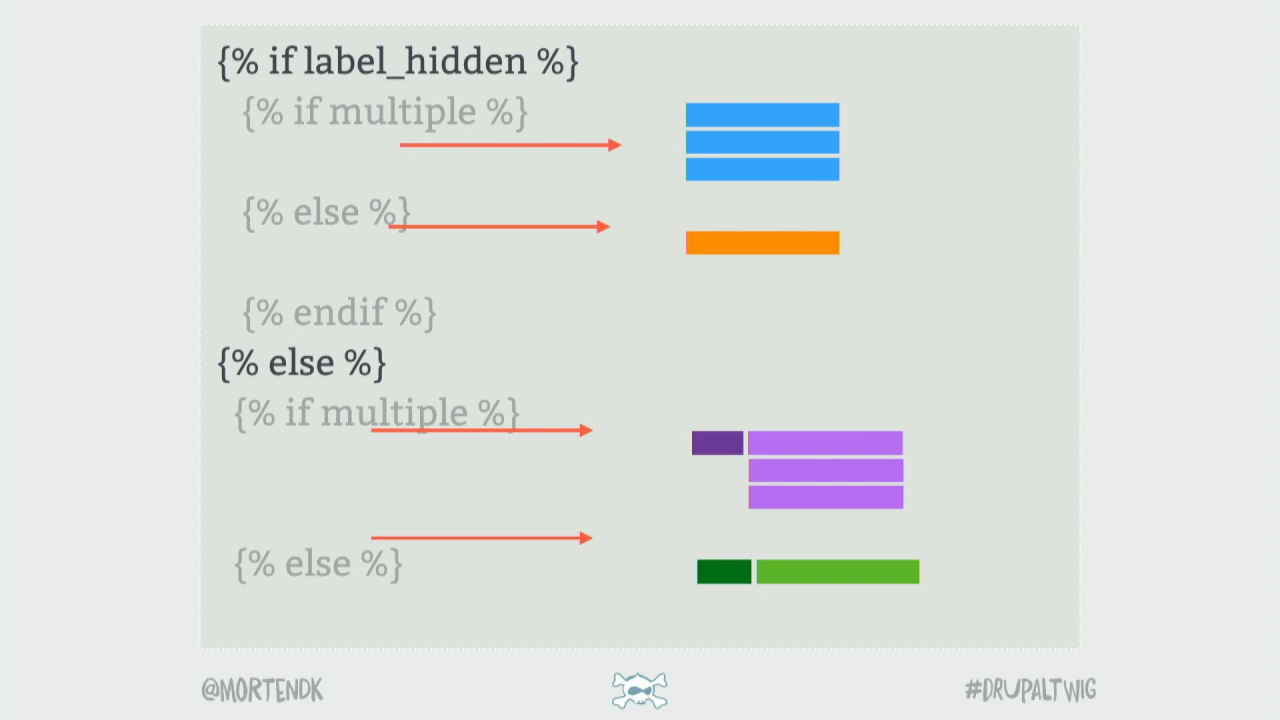 {% if label_hidden %}
{% if multiple %}
{% else %}
{% endif %}
{% else %}
{% if multiple %}
{% else %}
@MORTENDK
#DRUPALTWIG